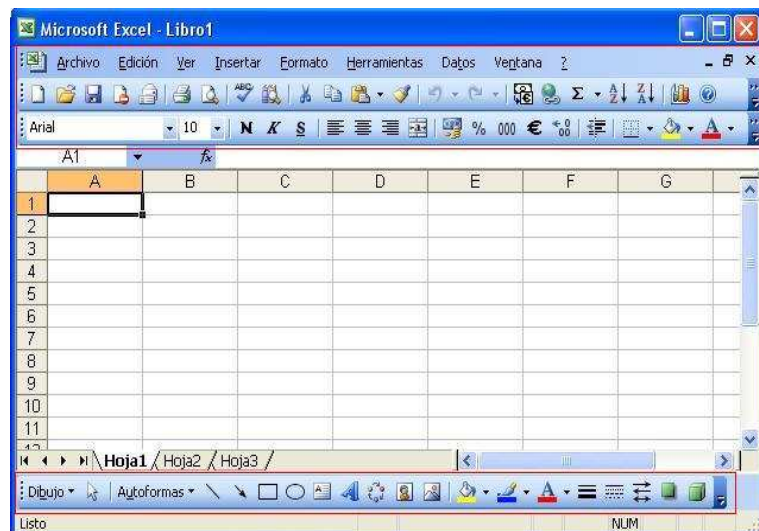 Microsoft Excel - Libro1
Archivo Edición Ver Insertar Formato Herramientas Datos Ventana ?
Arial 10 N K S % 000 €
A1 fx
A B C D E F G
1
2
3
4
5
6
7
8
9
10
11
Hoja1 Hoja2 Hoja3
Dibujo Autoformas
Listo NUM